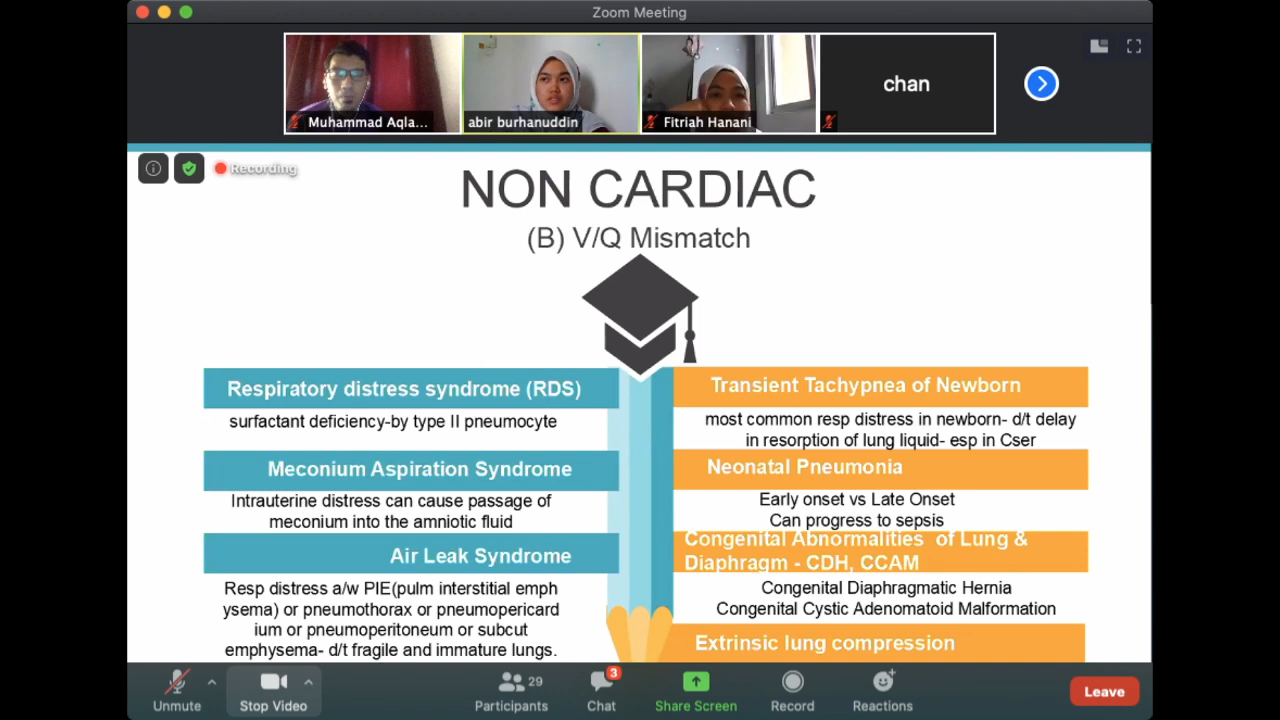 Zoom Meeting
Muhammad Aqla...
abir burhanuddin
Fitriah Hanani
chan
Recording
NON CARDIAC
(B) V/Q Mismatch
Respiratory distress syndrome (RDS)
surfactant deficiency-by type II pneumocyte
Meconium Aspiration Syndrome
Intrauterine distress can cause passage of
meconium into the amniotic fluid
Air Leak Syndrome
Resp distress a/w PIE(pulm interstitial emph
ysema) or pneumothorax or pneumopericard
ium or pneumoperitoneum or subcut
emphysema- d/t fragile and immature lungs.
Transient Tachypnea of Newborn
most common resp distress in newborn- d/t delay
in resorption of lung liquid- esp in Cser
Neonatal Pneumonia
Early onset vs Late Onset
Can progress to sepsis
Congenital Abnormalities of Lung &
Diaphragm - CDH, CCAM
Congenital Diaphragmatic Hernia
Congenital Cystic Adenomatoid Malformation
Extrinsic lung compression
Unmute
Stop Video
29
Participants
3
Chat
Share Screen
Record
Reactions
Leave